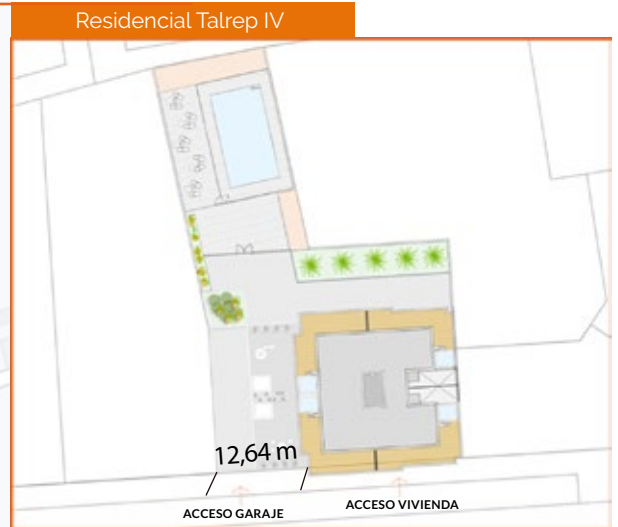 Residencial Talrep IV
12,64 m
ACCESO GARAJE
ACCESO VIVIENDA